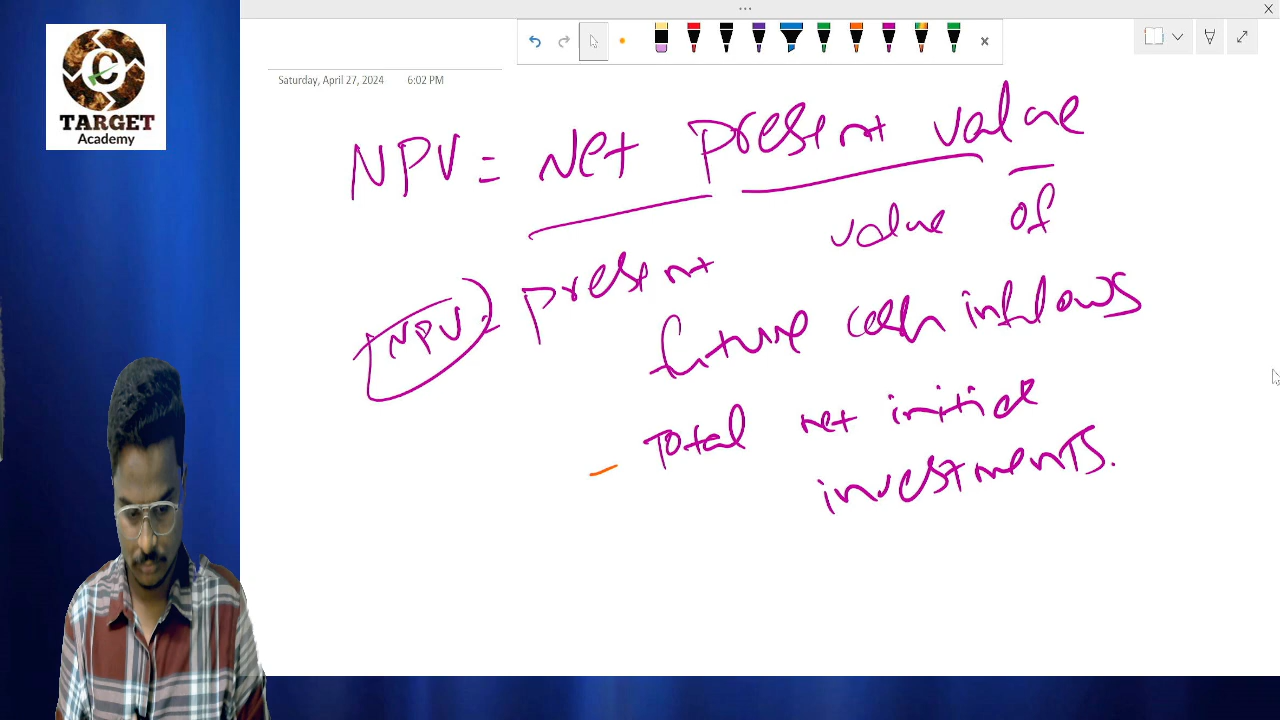 TARGET
Academy
Saturday, April 27, 2024 6:02 PM
NPV = Net present value
NPV = present value of
future cash inflows
- Total net initial
investments.